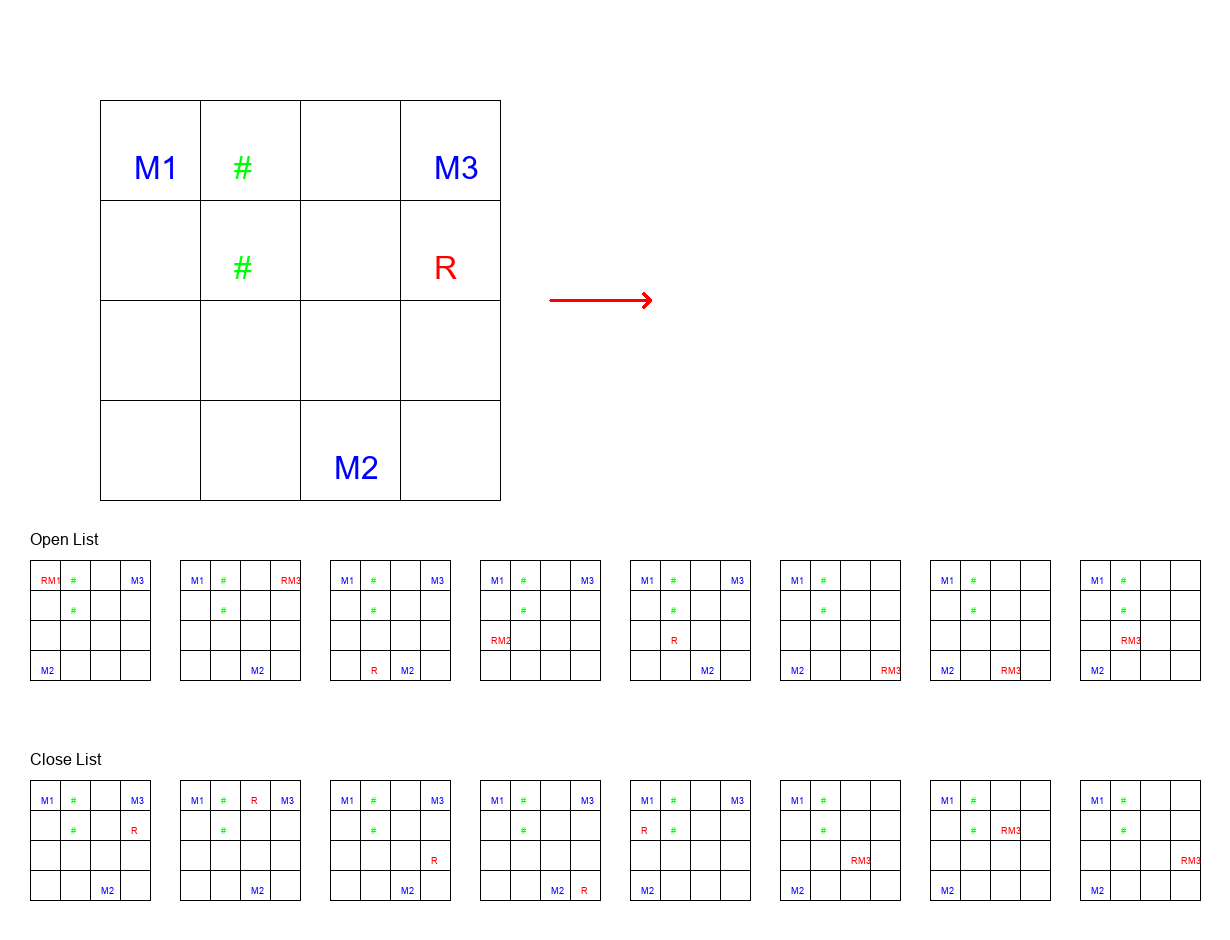 M1 # M3
# R
M2
Open List
RM1 # M3 M1 # RM3 M1 # M3 M1 # M3 M1 # M3 M1 # M1 # M1 #
# # # # # # # #
RM2 R RM3
M2 M2 R M2 M2 M2 RM3 M2 RM3 M2
Close List
M1 # M3 M1 # R M3 M1 # M3 M1 # M3 M1 # M3 M1 # M1 # M1 #
# R # # # R # # # RM3 #
R RM3 RM3
M2 M2 M2 M2 R M2 M2 M2 M2